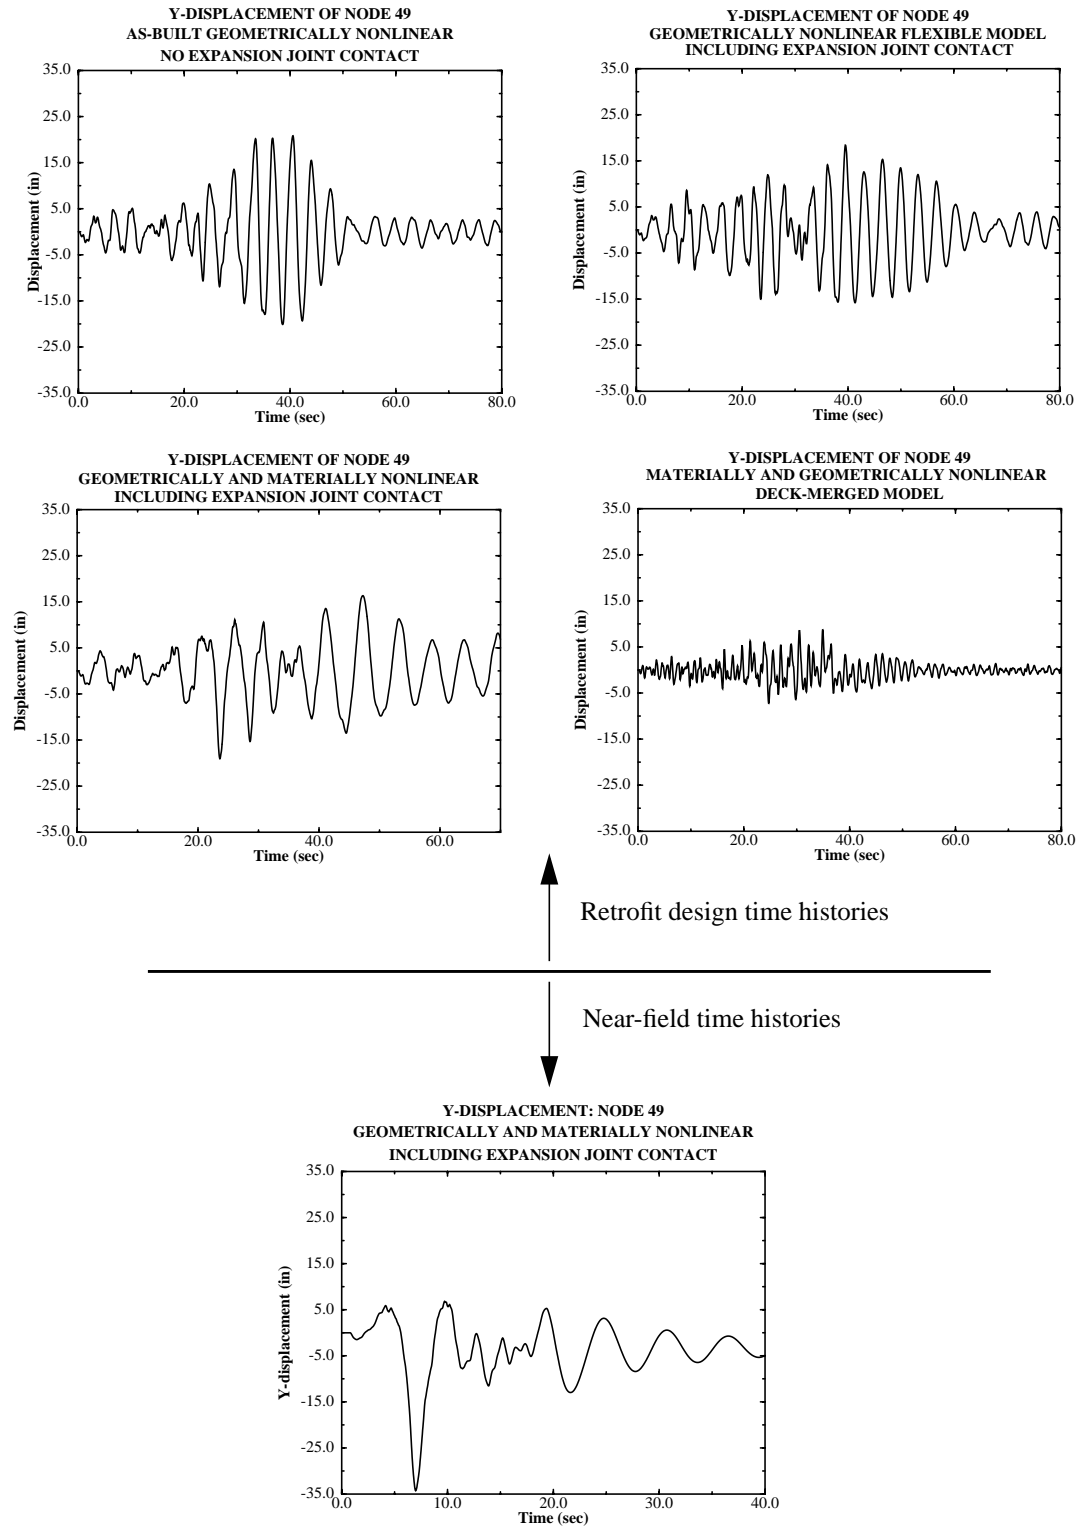 Y-DISPLACEMENT OF NODE 49
AS-BUILT GEOMETRICALLY NONLINEAR
NO EXPANSION JOINT CONTACT
35.0
25.0
15.0
5.0
-5.0
-15.0
-25.0
-35.0
Displacement (in)
0.0 20.0 40.0 60.0 80.0
Time (sec)
Y-DISPLACEMENT OF NODE 49
GEOMETRICALLY NONLINEAR FLEXIBLE MODEL
INCLUDING EXPANSION JOINT CONTACT
35.0
25.0
15.0
5.0
-5.0
-15.0
-25.0
-35.0
Displacement (in)
0.0 20.0 40.0 60.0 80.0
Time (sec)
Y-DISPLACEMENT OF NODE 49
GEOMETRICALLY AND MATERIALLY NONLINEAR
INCLUDING EXPANSION JOINT CONTACT
35.0
25.0
15.0
5.0
-5.0
-15.0
-25.0
-35.0
Displacement (in)
0.0 20.0 40.0 60.0
Time (sec)
Y-DISPLACEMENT OF NODE 49
MATERIALLY AND GEOMETRICALLY NONLINEAR
DECK-MERGED MODEL
35.0
25.0
15.0
5.0
-5.0
-15.0
-25.0
-35.0
Displacement (in)
0.0 20.0 40.0 60.0 80.0
Time (sec)
Retrofit design time histories
Near-field time histories
Y-DISPLACEMENT: NODE 49
GEOMETRICALLY AND MATERIALLY NONLINEAR
INCLUDING EXPANSION JOINT CONTACT
35.0
25.0
15.0
5.0
-5.0
-15.0
-25.0
-35.0
Y-displacement (in)
0.0 10.0 20.0 30.0 40.0
Time (sec)